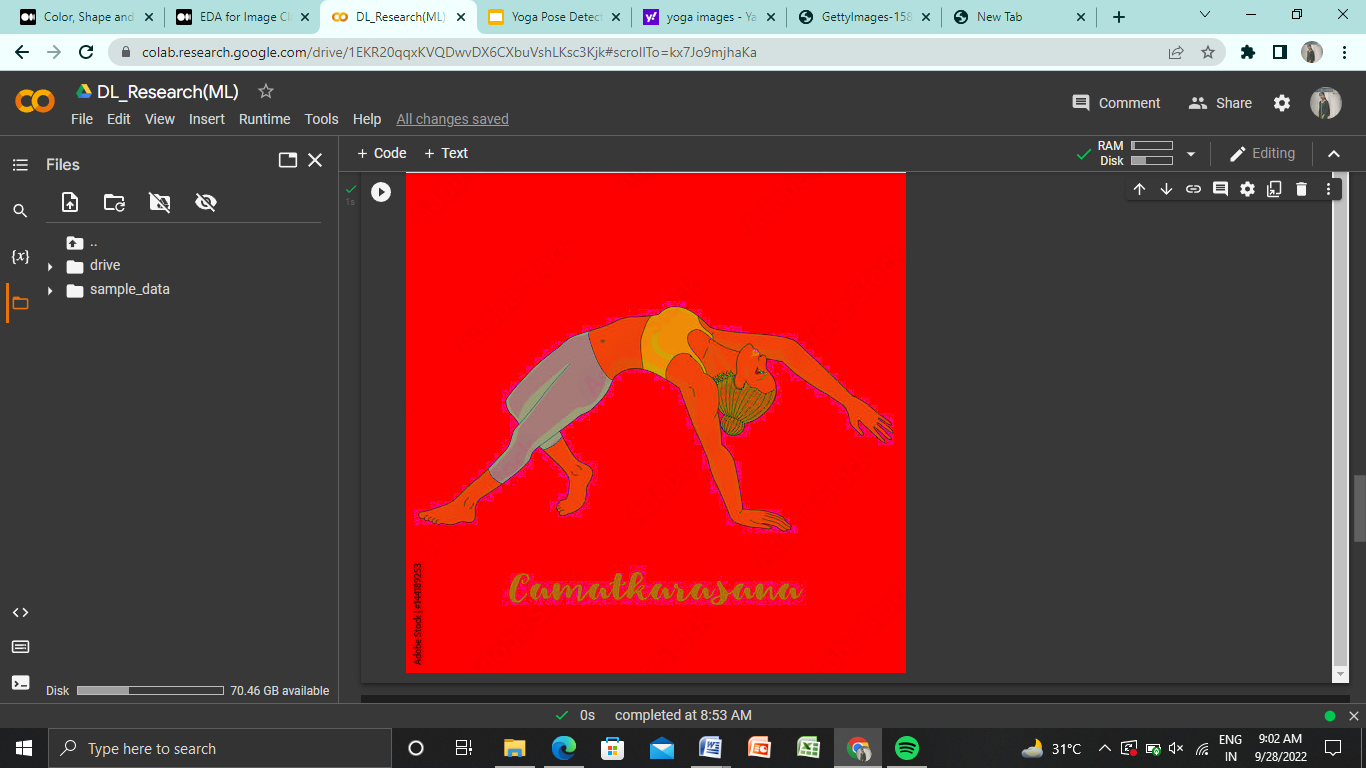 Color, Shape and
EDA for Image Cl
DL_Research(ML)
Yoga Pose Detect
yoga images - Ya
GettyImages-158
New Tab
colab.research.google.com/drive/1EKR20qqxKVQDwvDX6CXbuVshLKsc3Kjk#scrollTo=kx7Jo9mjhaKa
DL_Research(ML)
Comment
Share
File Edit View Insert Runtime Tools Help All changes saved
Files
+ Code + Text
RAM
Disk
Editing
1s
..
drive
sample_data
{x}
Camatkarasana
Adobe Stock | #144189253
Disk
70.46 GB available
0s completed at 8:53 AM
Type here to search
31°C
ENG
IN
9:02 AM
9/28/2022